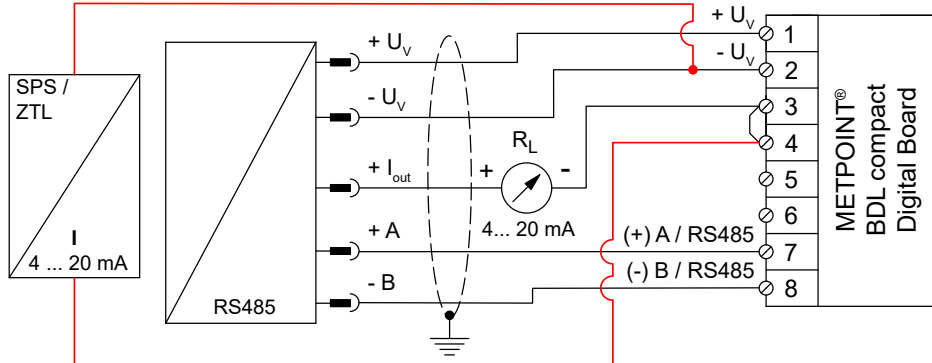 SPS /
ZTL
I
4 ... 20 mA
RS485
+ Uv
- Uv
+ Iout
+ A
- B
RL
+ -
4... 20 mA
+ Uv
- Uv
(+) A / RS485
(-) B / RS485
1
2
3
4
5
6
7
8
METPOINT®
BDL compact
Digital Board